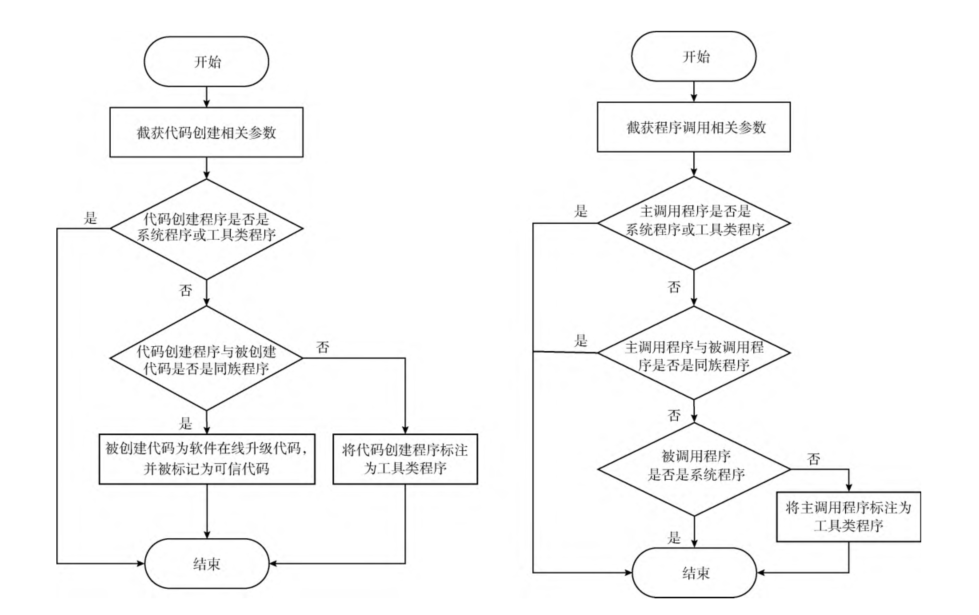 开始
截获代码创建相关参数
代码创建程序是否是
系统程序或工具类程序
是
否
代码创建程序与被创建
代码是否是同族程序
否
是
被创建代码为软件在线升级代码，
并被标记为可信代码
将代码创建程序标注
为工具类程序
结束
开始
截获程序调用相关参数
主调用程序是否是
系统程序或工具类程序
是
否
主调用程序与被调用程
序是否是同族程序
是
否
被调用程序
是否是系统程序
否
将主调用程序标注为
工具类程序
是
结束